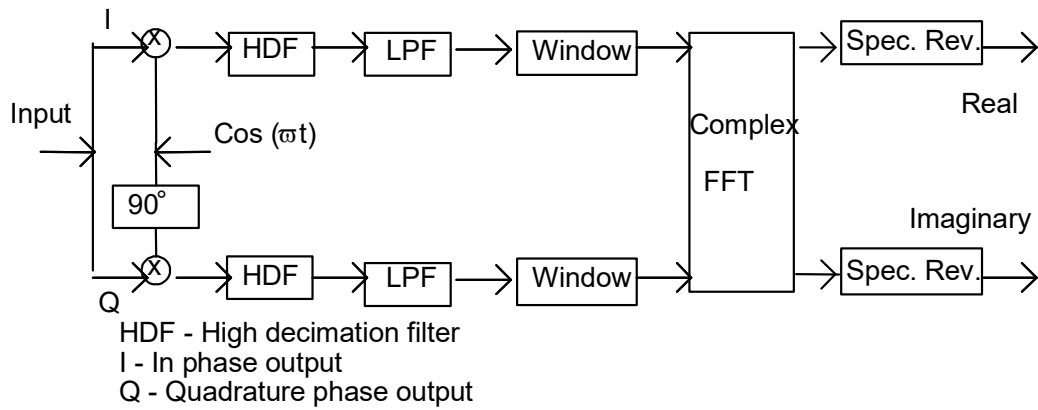 I
X
HDF
LPF
Window
Spec. Rev.
Input
Cos (ϖt)
Complex
FFT
Real
90°
Imaginary
X
HDF
LPF
Window
Spec. Rev.
Q
HDF - High decimation filter
I - In phase output
Q - Quadrature phase output